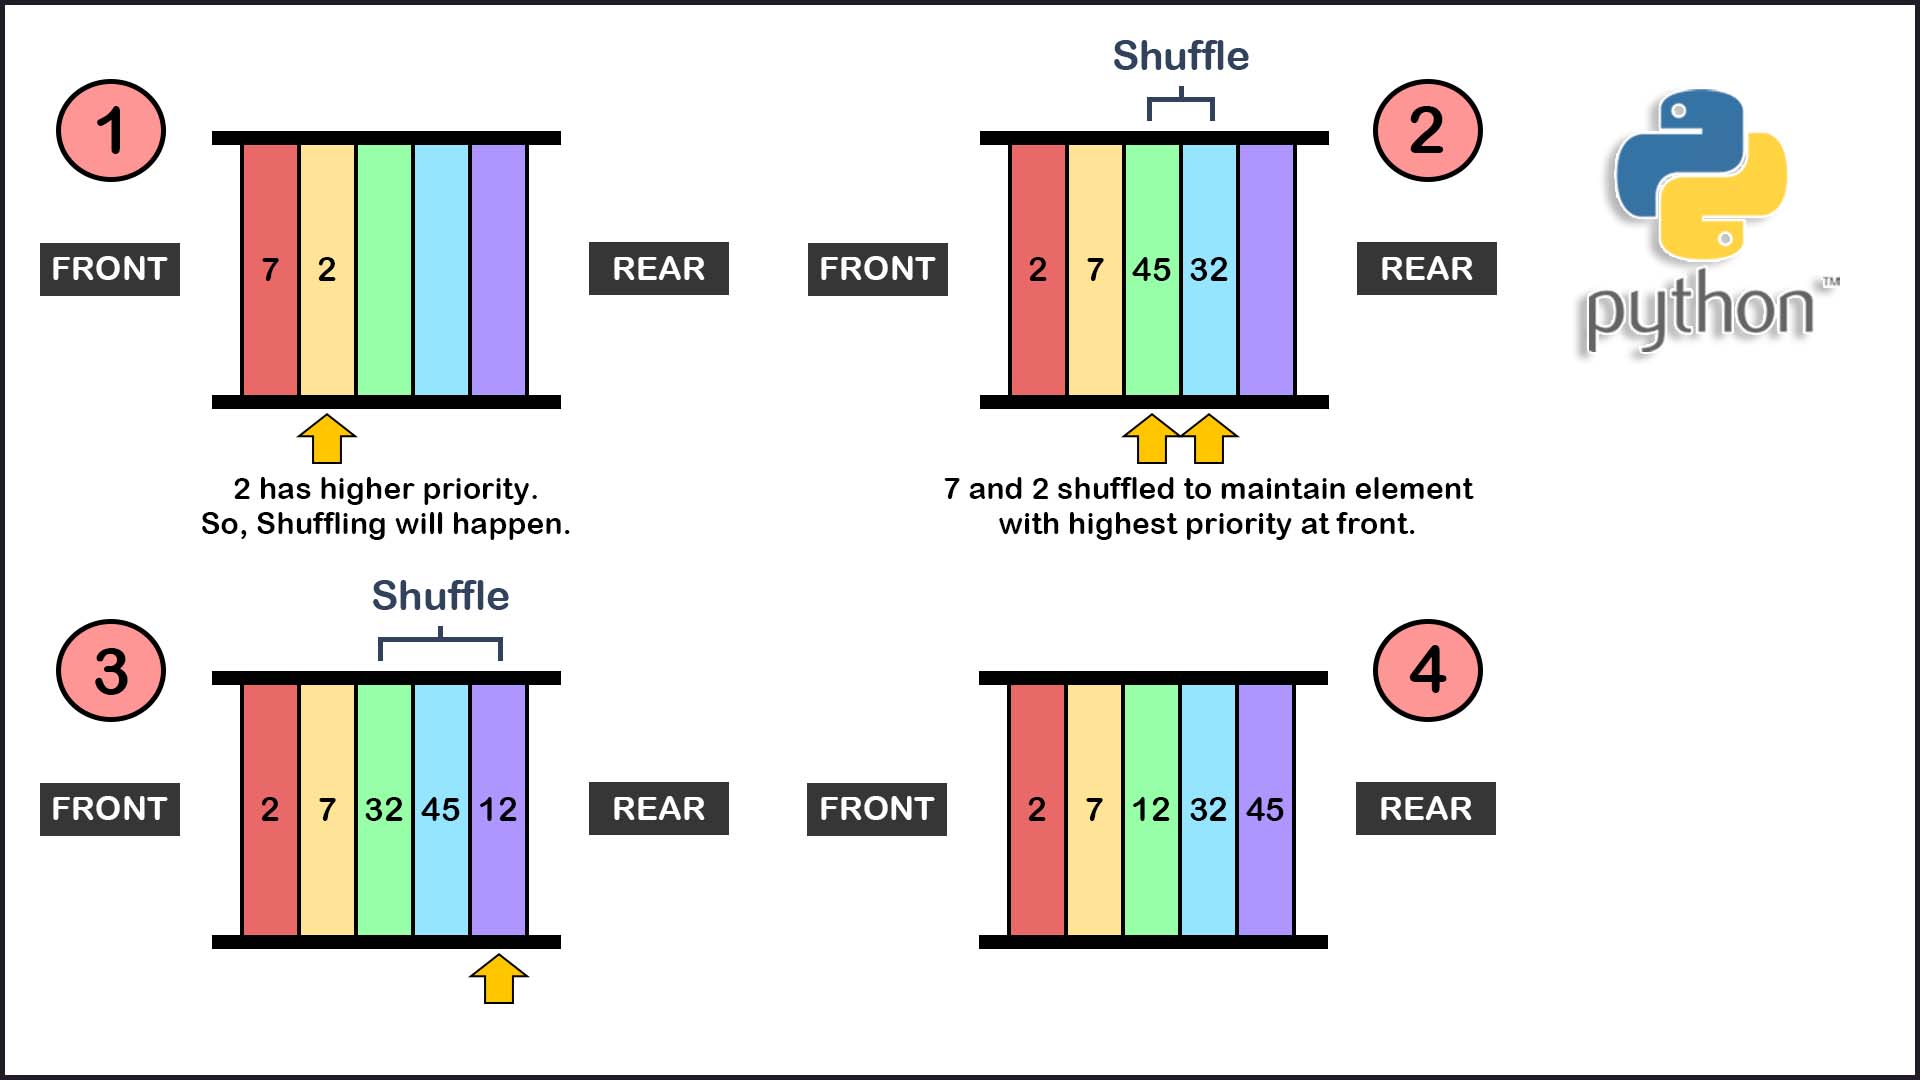 1
FRONT
7 2
REAR
2 has higher priority.
So, Shuffling will happen.
Shuffle
2
FRONT
2 7 45 32
REAR
7 and 2 shuffled to maintain element
with highest priority at front.
python™
Shuffle
3
FRONT
2 7 32 45 12
REAR
4
FRONT
2 7 12 32 45
REAR